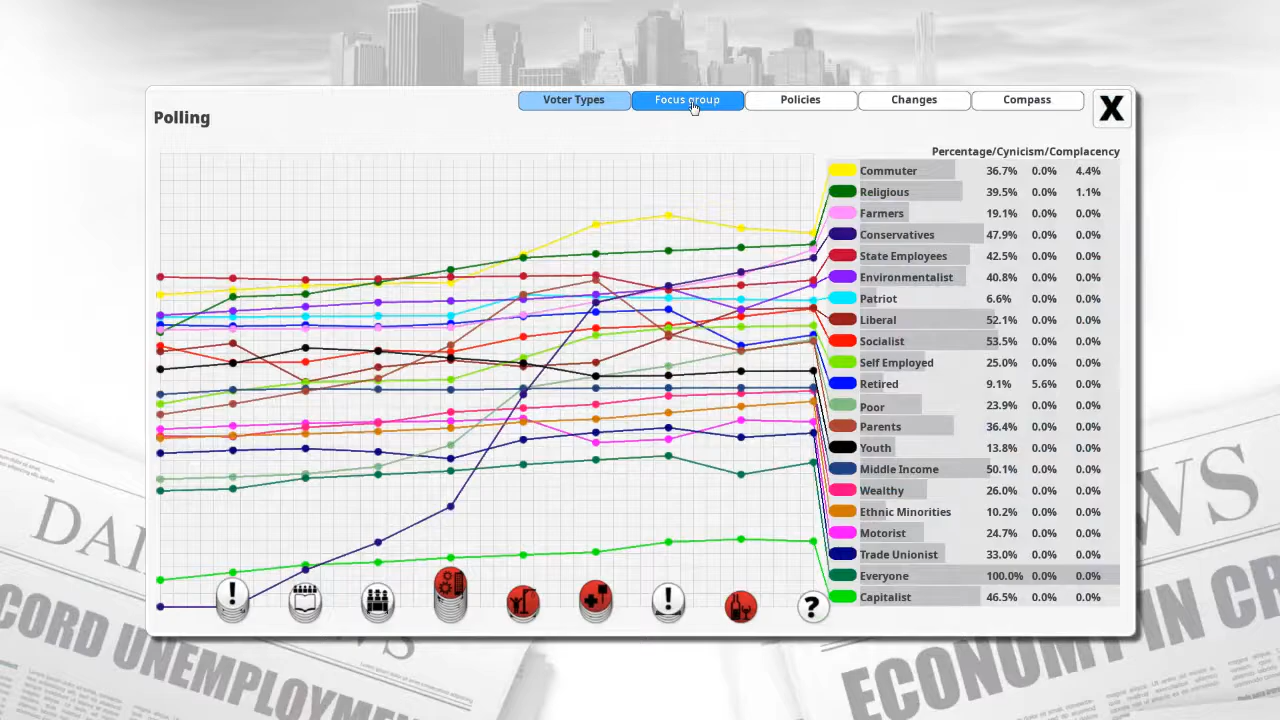 Voter Types
Focus group
Policies
Changes
Compass
X
Polling
Percentage/Cynicism/Complacency
Commuter 36.7% 0.0% 4.4%
Religious 39.5% 0.0% 1.1%
Farmers 19.1% 0.0% 0.0%
Conservatives 47.9% 0.0% 0.0%
State Employees 42.5% 0.0% 0.0%
Environmentalist 40.8% 0.0% 0.0%
Patriot 6.6% 0.0% 0.0%
Liberal 52.1% 0.0% 0.0%
Socialist 53.5% 0.0% 0.0%
Self Employed 25.0% 0.0% 0.0%
Retired 9.1% 5.6% 0.0%
Poor 23.9% 0.0% 0.0%
Parents 36.4% 0.0% 0.0%
Youth 13.8% 0.0% 0.0%
Middle Income 50.1% 0.0% 0.0%
Wealthy 26.0% 0.0% 0.0%
Ethnic Minorities 10.2% 0.0% 0.0%
Motorist 24.7% 0.0% 0.0%
Trade Unionist 33.0% 0.0% 0.0%
Everyone 100.0% 0.0% 0.0%
Capitalist 46.5% 0.0% 0.0%
! ! ?
DAI
WS
CORD UNEMPLOYME
ECONOMY IN CR